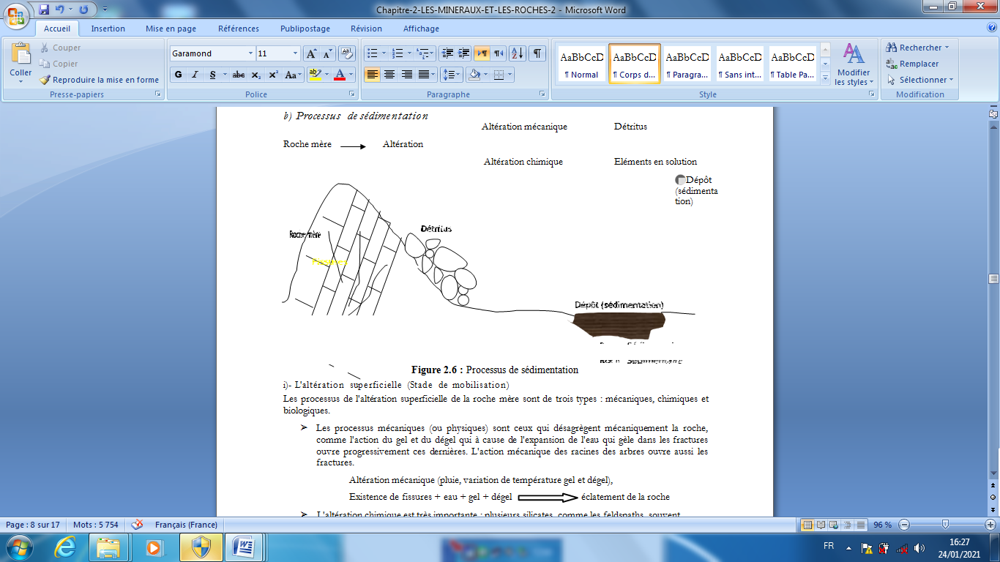 Chapitre-2-LES-MINERAUX-ET-LES-ROCHES-2 - Microsoft Word
Accueil Insertion Mise en page Références Publipostage Révision Affichage
Coller
Couper
Copier
Reproduire la mise en forme
Presse-papiers
Garamond 11
G I S abc X₂ X² Aa
Police
Paragraphe
AaBbCcD AaBbCcD AaBbCcD AaBbCcD AaBbCcD
¶ Normal ¶ Corps d... ¶ Paragra... ¶ Sans int... ¶ Table Pa...
Modifier les styles
Style
Rechercher
Remplacer
Sélectionner
Modification
b) Processus de sédimentation
Altération mécanique Détritus
Roche mère Altération
Altération chimique Eléments en solution
Dépôt
(sédimenta
tion)
Roche mère
Détritus
Fissures
Dépôt (sédimentation)
Figure 2.6 : Processus de sédimentation
i)- L'altération superficielle (Stade de mobilisation)
Les processus de l'altération superficielle de la roche mère sont de trois types : mécaniques, chimiques et
biologiques.
➢ Les processus mécaniques (ou physiques) sont ceux qui désagrègent mécaniquement la roche,
comme l'action du gel et du dégel qui à cause de l'expansion de l'eau qui gèle dans les fractures
ouvre progressivement ces dernières. L'action mécanique des racines des arbres ouvre aussi les
fractures.
Altération mécanique (pluie, variation de température gel et dégel),
Existence de fissures + eau + gel + dégel éclatement de la roche
➢ L'altération chimique est très importante : plusieurs silicates, comme les feldspaths, souvent
Page : 8 sur 17 Mots : 5 754 Français (France) 96 %
FR 16:27
24/01/2021